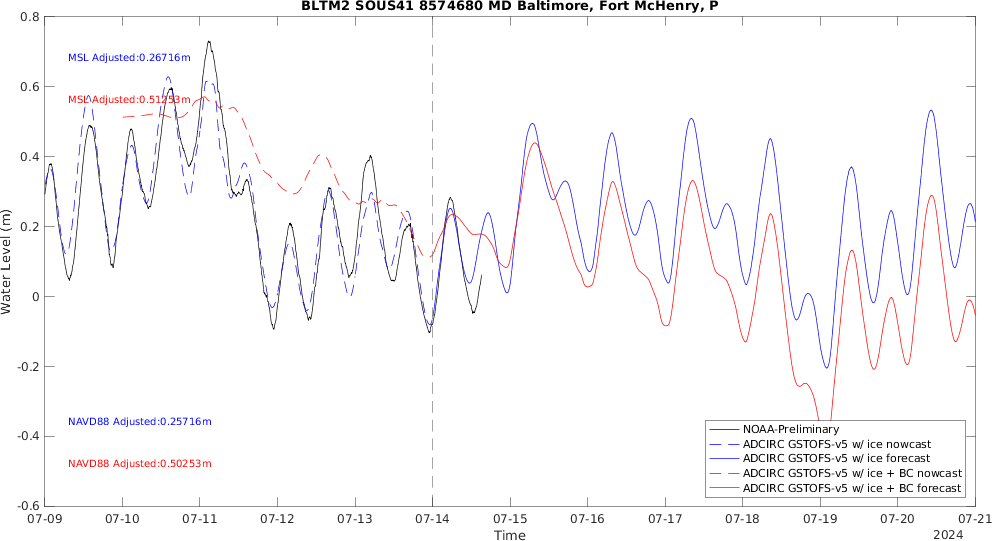 BLTM2 SOUS41 8574680 MD Baltimore, Fort McHenry, P
0.8
MSL Adjusted:0.26716m
0.6
MSL Adjusted:0.51253m
0.4
0.2
Water Level (m)
0
-0.2
NAVD88 Adjusted:0.25716m
-0.4
NAVD88 Adjusted:0.50253m
-0.6
NOAA-Preliminary
ADCIRC GSTOFS-v5 w/ ice nowcast
ADCIRC GSTOFS-v5 w/ ice forecast
ADCIRC GSTOFS-v5 w/ ice + BC nowcast
ADCIRC GSTOFS-v5 w/ ice + BC forecast
07-09 07-10 07-11 07-12 07-13 07-14 07-15 07-16 07-17 07-18 07-19 07-20 07-21
Time
2024